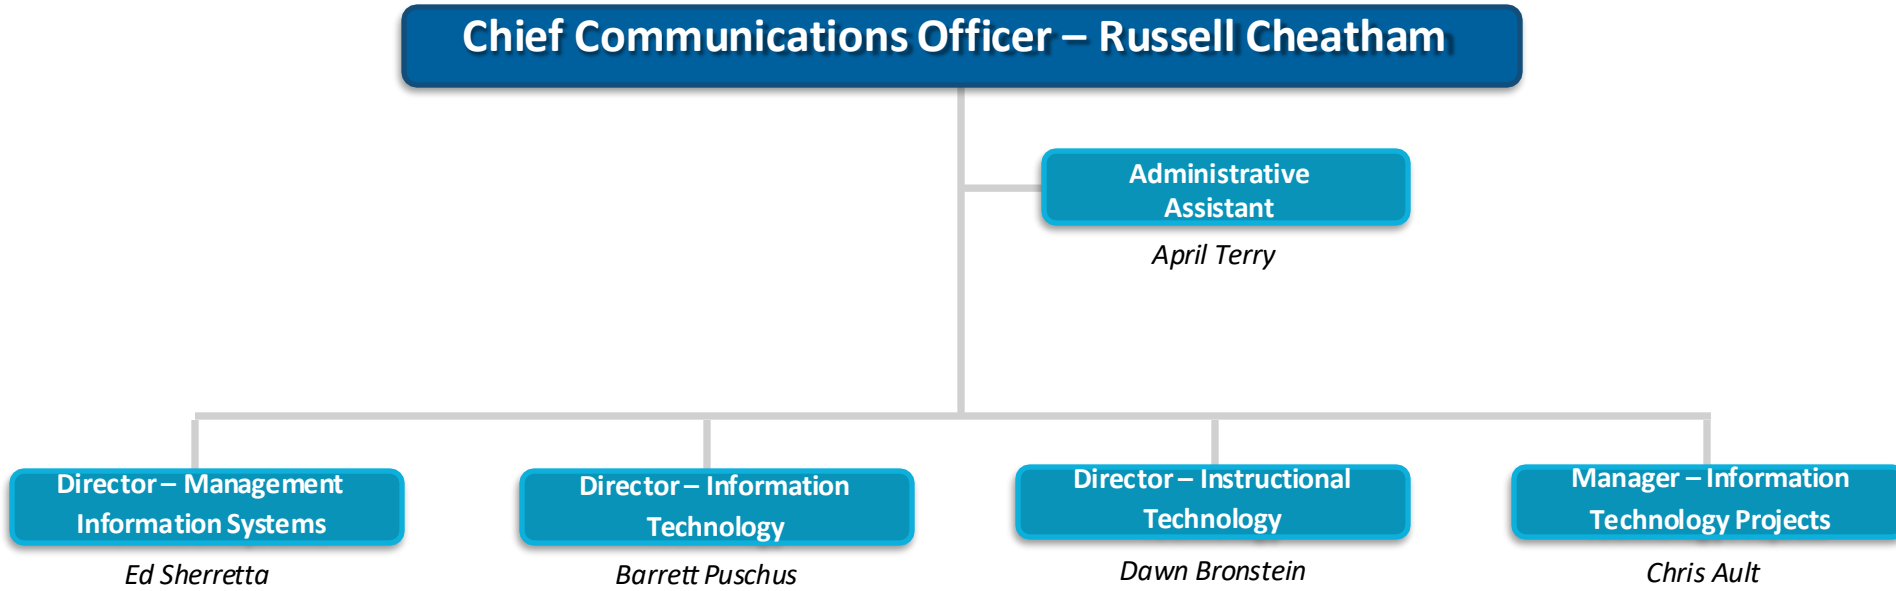 Chief Communications Officer – Russell Cheatham
Administrative
Assistant
April Terry
Director – Management
Information Systems
Ed Sherretta
Director – Information
Technology
Barrett Puschus
Director – Instructional
Technology
Dawn Bronstein
Manager – Information
Technology Projects
Chris Ault